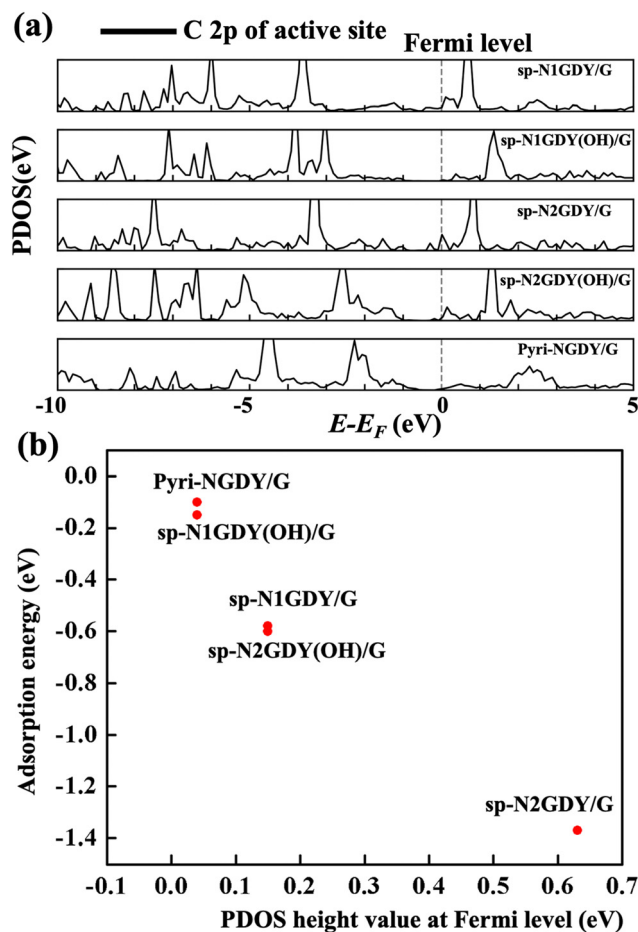 (a)
C 2p of active site
Fermi level
sp-N1GDY/G
sp-N1GDY(OH)/G
sp-N2GDY/G
sp-N2GDY(OH)/G
Pyri-NGDY/G
PDOS(eV)
-10 -5 0 5
E-E_F (eV)
(b)
0.0
-0.2
-0.4
-0.6
-0.8
-1.0
-1.2
-1.4
Adsorption energy (eV)
Pyri-NGDY/G
sp-N1GDY(OH)/G
sp-N1GDY/G
sp-N2GDY(OH)/G
sp-N2GDY/G
-0.1 0.0 0.1 0.2 0.3 0.4 0.5 0.6 0.7
PDOS height value at Fermi level (eV)